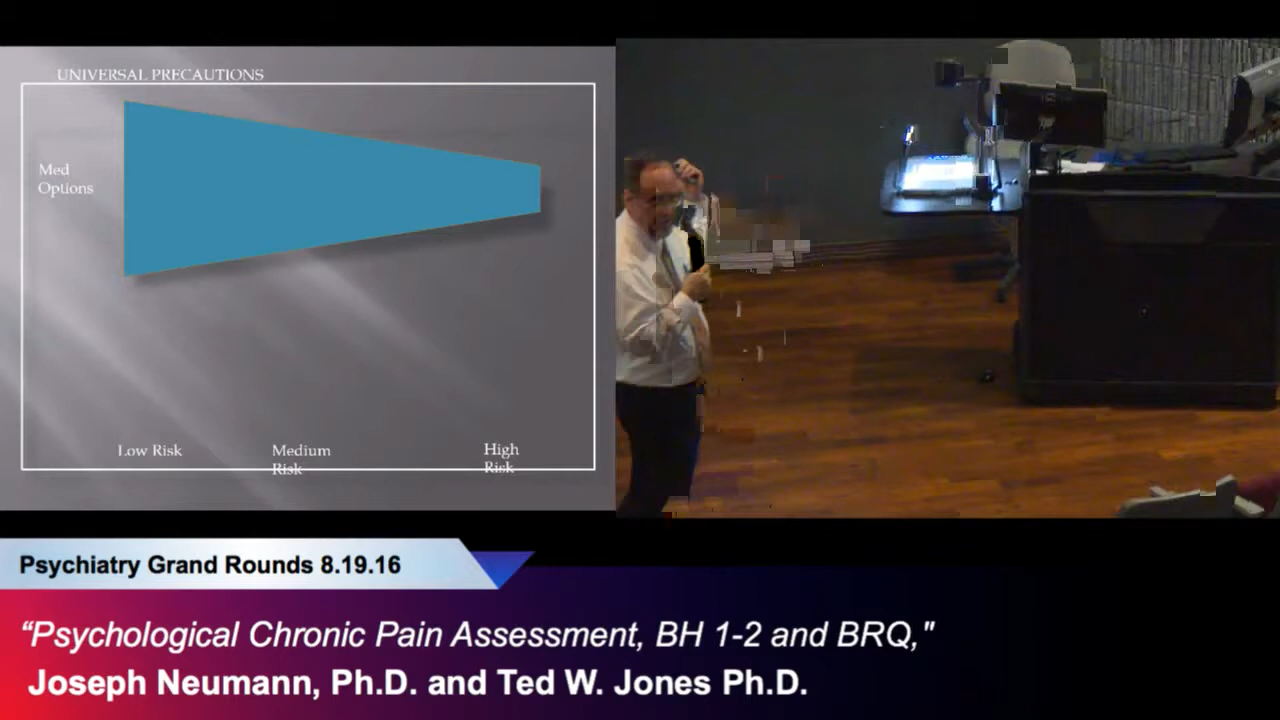 UNIVERSAL PRECAUTIONS
Med
Options
Low Risk
Medium
Risk
High
Risk
Psychiatry Grand Rounds 8.19.16
“Psychological Chronic Pain Assessment, BH 1-2 and BRQ,"
Joseph Neumann, Ph.D. and Ted W. Jones Ph.D.